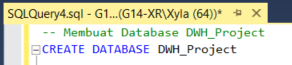 SQLQuery4.sql - G1...(G14-XR\Xyla (64))*
-- Membuat Database DWH_Project
CREATE DATABASE DWH_Project